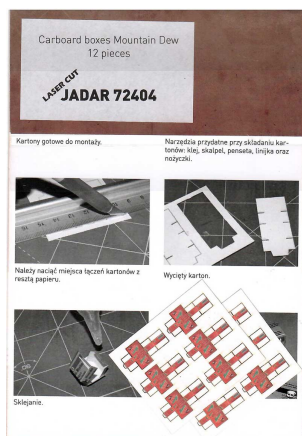 Carboard boxes Mountain Dew
12 pieces
LASER CUT
JADAR 72404
Kartony gotowe do montażu.
Narzędzia przydatne przy składaniu kar-
tonów: klej, skalpel, penseta, linijka oraz
nożyczki.
Należy naciąć miejsca łączeń kartonów z
resztą papieru.
Wycięty karton.
Sklejanie.